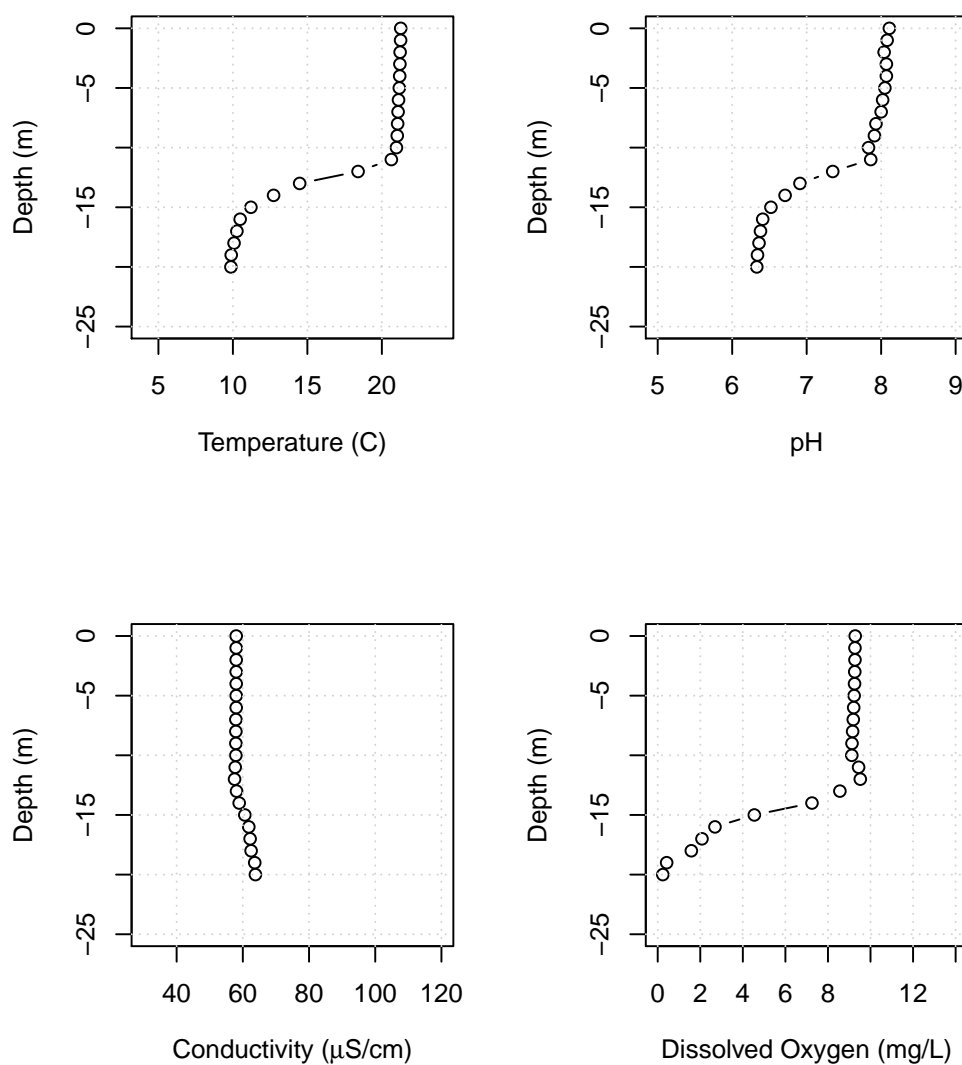 0
−5
−15
−25
Depth (m)
5 10 15 20
Temperature (C)
0
−5
−15
−25
Depth (m)
5 6 7 8 9
pH
0
−5
−15
−25
Depth (m)
40 60 80 100 120
Conductivity (μS/cm)
0
−5
−15
−25
Depth (m)
0 2 4 6 8 12
Dissolved Oxygen (mg/L)